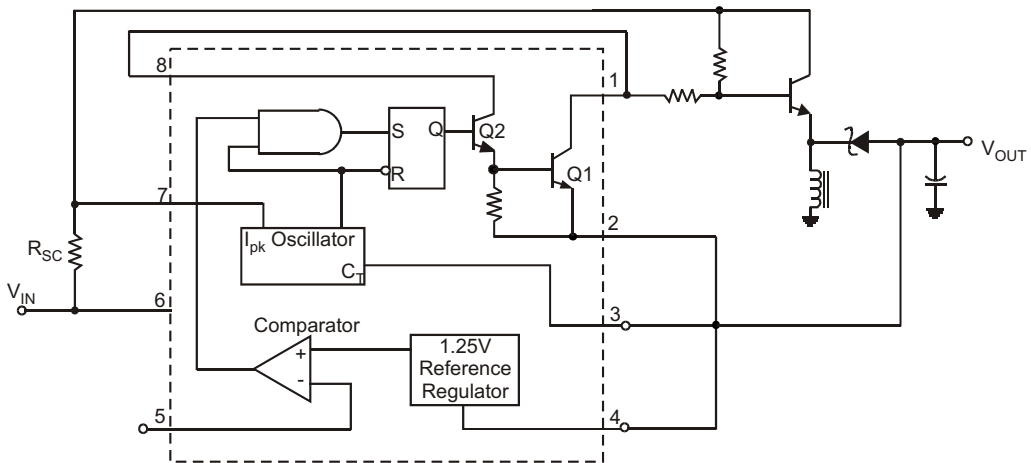 8
1
S
Q
Q2
R
Q1
V_OUT
7
I_pk Oscillator
2
R_SC
C_T
V_IN
6
3
Comparator
+
-
1.25V
Reference
Regulator
5
4